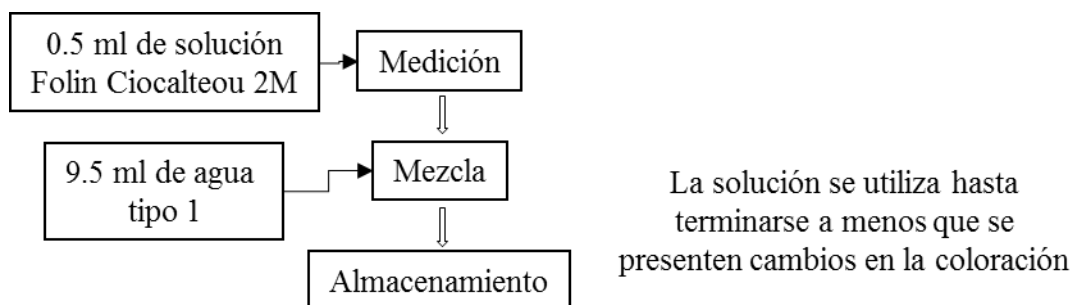 0.5 ml de solución
Folin Ciocalteou 2M
Medición
9.5 ml de agua
tipo 1
Mezcla
Almacenamiento
La solución se utiliza hasta
terminarse a menos que se
presenten cambios en la coloración